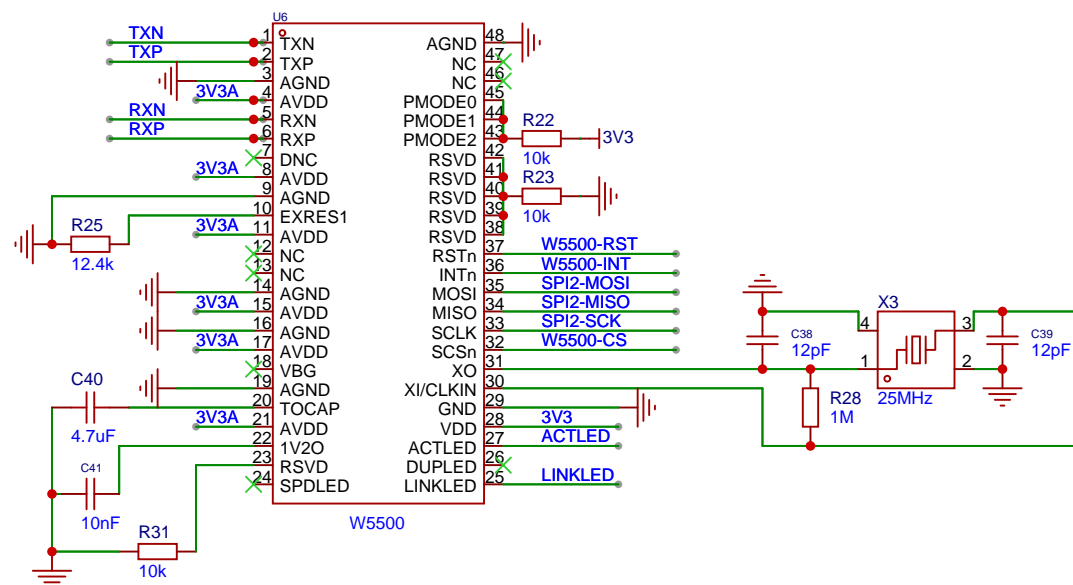 U6
TXN 1 TXN AGND 48
TXP 2 TXP NC 47
3 AGND NC 46
3V3A 4 AVDD PMODE0 45
RXN 5 RXN PMODE1 44
RXP 6 RXP PMODE2 43 R22 10k 3V3
7 DNC RSVD 42
3V3A 8 AVDD RSVD 41
9 AGND RSVD 40 R23 10k
R25 12.4k 10 EXRES1 RSVD 39
3V3A 11 AVDD RSVD 38
12 NC RSTn 37 W5500-RST
13 NC INTn 36 W5500-INT
14 AGND MOSI 35 SPI2-MOSI
3V3A 15 AVDD MISO 34 SPI2-MISO
16 AGND SCLK 33 SPI2-SCK
3V3A 17 AVDD SCSn 32 W5500-CS
18 VBG XO 31
19 AGND XI/CLKIN 30
20 TOCAP GND 29
3V3A 21 AVDD VDD 28 3V3
22 1V2O ACTLED 27 ACTLED
23 RSVD DUPLED 26
24 SPDLED LINKLED 25 LINKLED
W5500
C40
4.7uF
C41
10nF
R31
10k
X3
4 3
1 2
25MHz
C38
12pF
C39
12pF
R28
1M